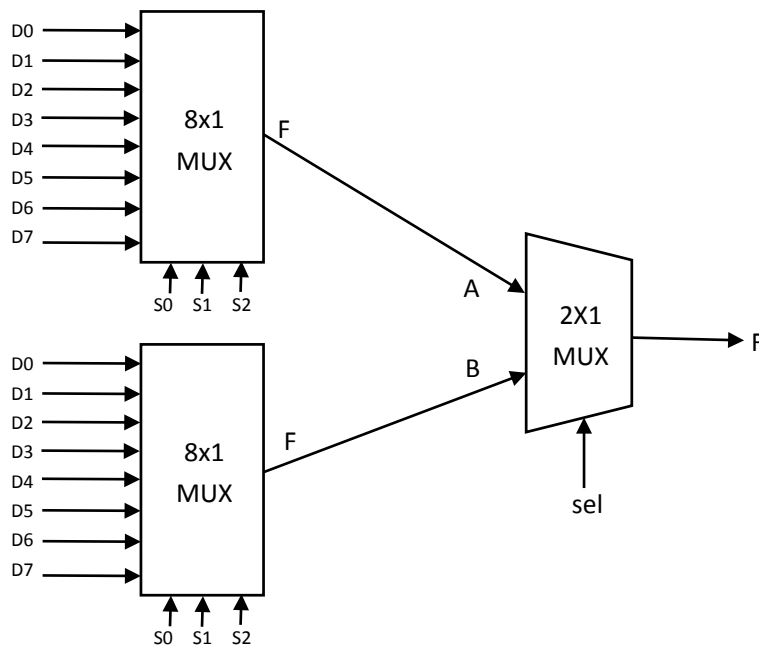 D0
D1
D2
D3
D4
D5
D6
D7
8x1
MUX
F
S0 S1 S2
A
2X1
MUX
F
sel
B
D0
D1
D2
D3
D4
D5
D6
D7
8x1
MUX
F
S0 S1 S2